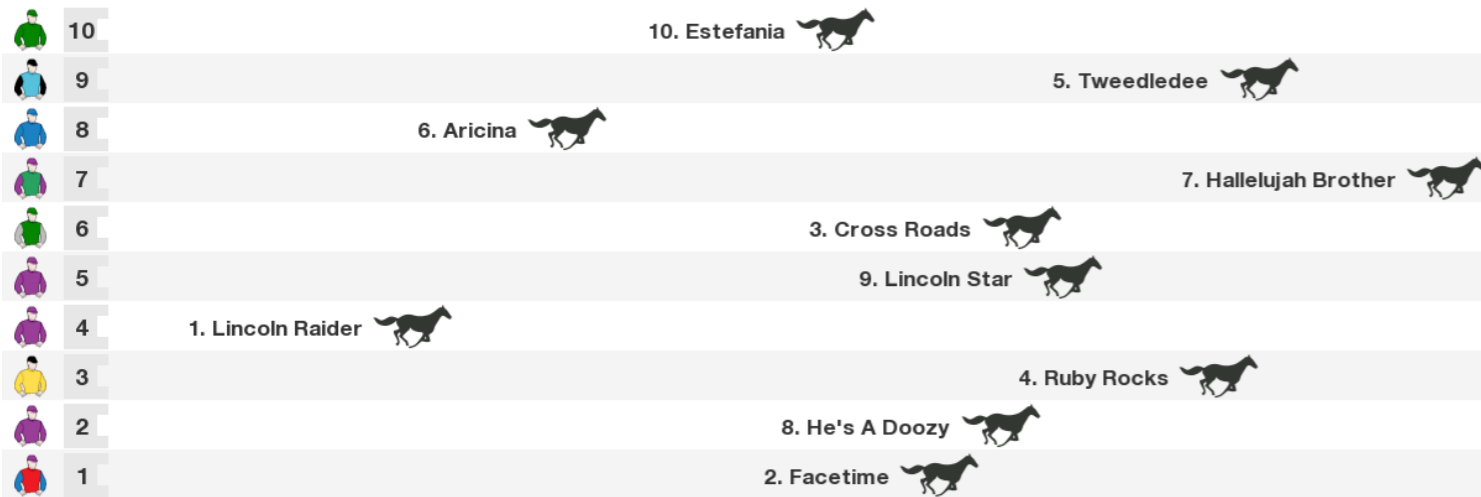 10 10. Estefania
9 5. Tweedledee
8 6. Aricina
7 7. Hallelujah Brother
6 3. Cross Roads
5 9. Lincoln Star
4 1. Lincoln Raider
3 4. Ruby Rocks
2 8. He's A Doozy
1 2. Facetime